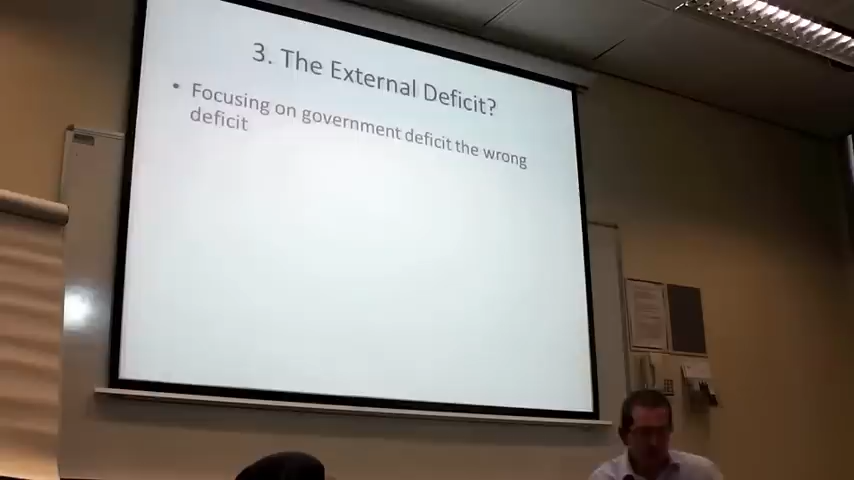 3. The External Deficit?
• Focusing on government deficit the wrong
deficit